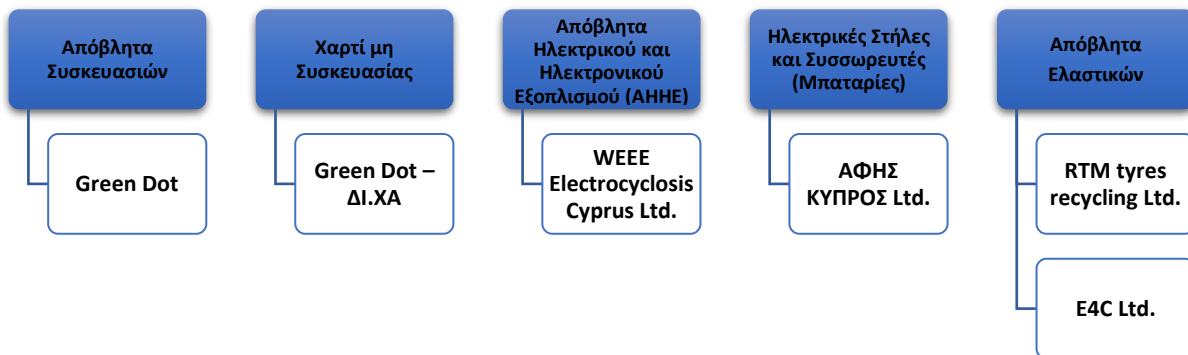 Απόβλητα
Συσκευασιών
Green Dot
Χαρτί μη
Συσκευασίας
Green Dot –
ΔΙ.ΧΑ
Απόβλητα
Ηλεκτρικού και
Ηλεκτρονικού
Εξοπλισμού (ΑΗΗΕ)
WEEE
Electrocyclosis
Cyprus Ltd.
Ηλεκτρικές Στήλες
και Συσσωρευτές
(Μπαταρίες)
ΑΦΗΣ
ΚΥΠΡΟΣ Ltd.
Απόβλητα
Ελαστικών
RTM tyres
recycling Ltd.
E4C Ltd.